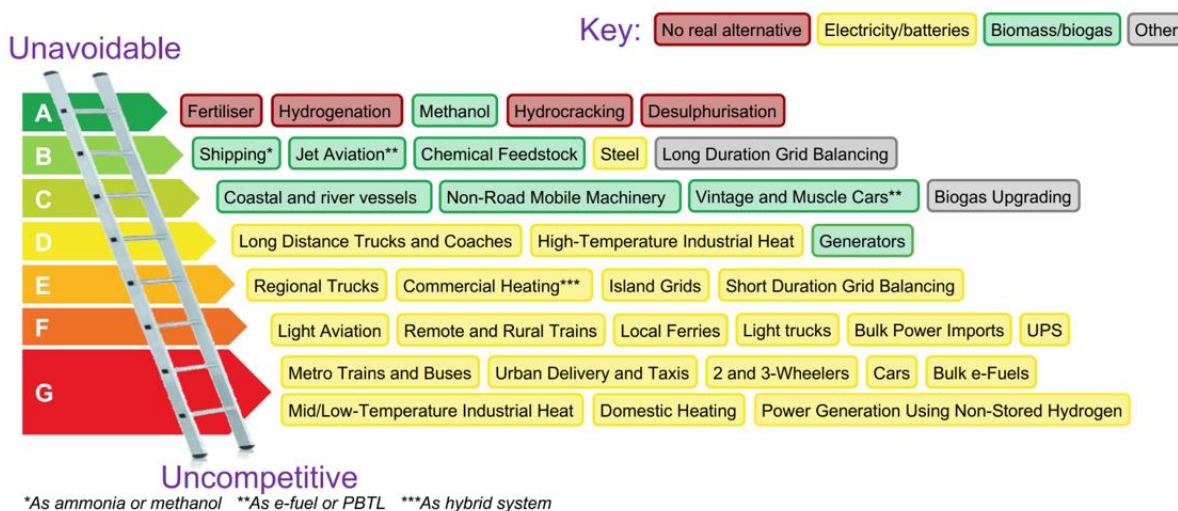 Key: No real alternative Electricity/batteries Biomass/biogas Other
Unavoidable
A Fertiliser Hydrogenation Methanol Hydrocracking Desulphurisation
B Shipping* Jet Aviation** Chemical Feedstock Steel Long Duration Grid Balancing
C Coastal and river vessels Non-Road Mobile Machinery Vintage and Muscle Cars** Biogas Upgrading
D Long Distance Trucks and Coaches High-Temperature Industrial Heat Generators
E Regional Trucks Commercial Heating*** Island Grids Short Duration Grid Balancing
F Light Aviation Remote and Rural Trains Local Ferries Light trucks Bulk Power Imports UPS
G Metro Trains and Buses Urban Delivery and Taxis 2 and 3-Wheelers Cars Bulk e-Fuels
Mid/Low-Temperature Industrial Heat Domestic Heating Power Generation Using Non-Stored Hydrogen
Uncompetitive
*As ammonia or methanol **As e-fuel or PBTL ***As hybrid system